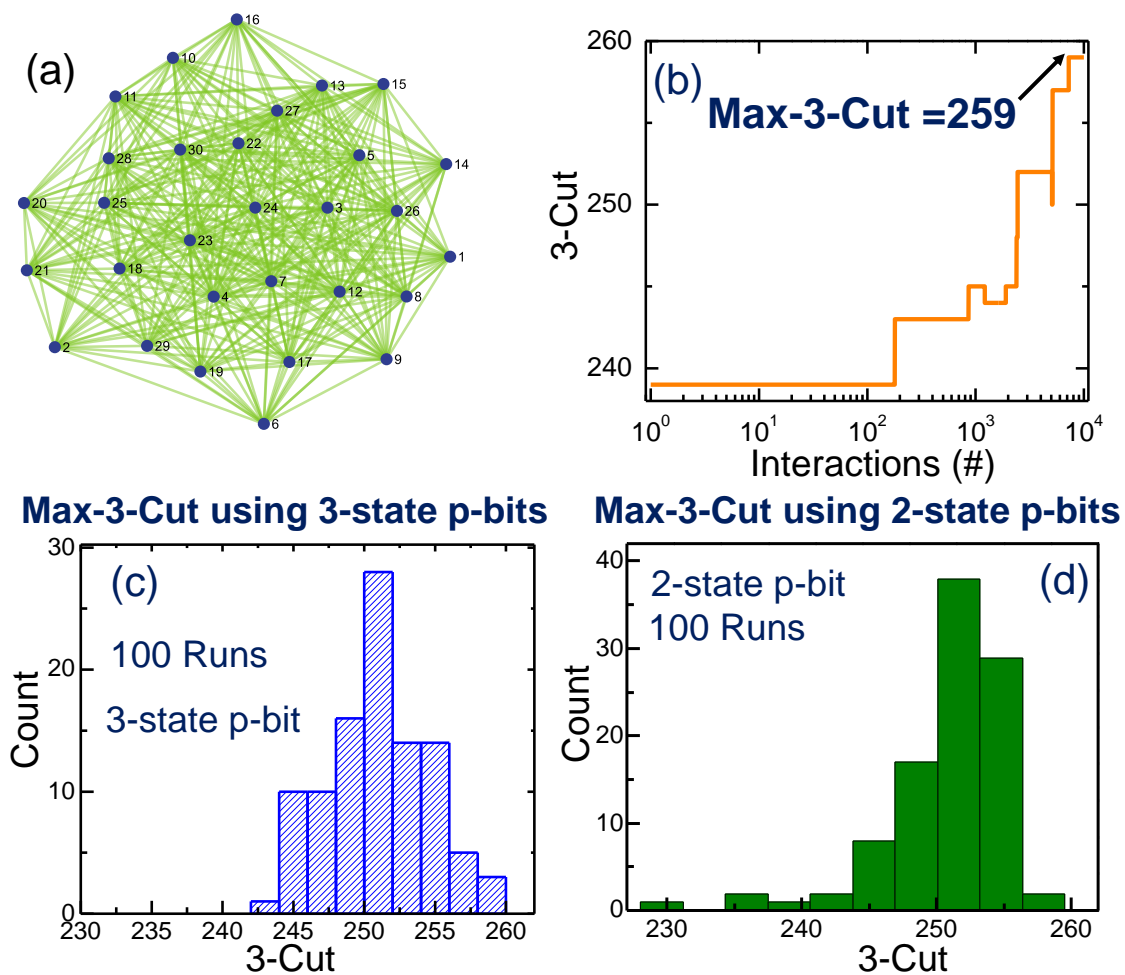 (a)
16
10
13
15
11
27
22
30
5
28
14
20
25
24
3
26
23
1
21
18
7
12
4
8
2
29
17
9
19
6
(b)
Max-3-Cut =259
260
250
240
3-Cut
10^0 10^1 10^2 10^3 10^4
Interactions (#)
Max-3-Cut using 3-state p-bits
(c)
100 Runs
3-state p-bit
30
20
10
0
Count
230 235 240 245 250 255 260
3-Cut
Max-3-Cut using 2-state p-bits
(d)
2-state p-bit
100 Runs
40
30
20
10
0
Count
230 240 250 260
3-Cut